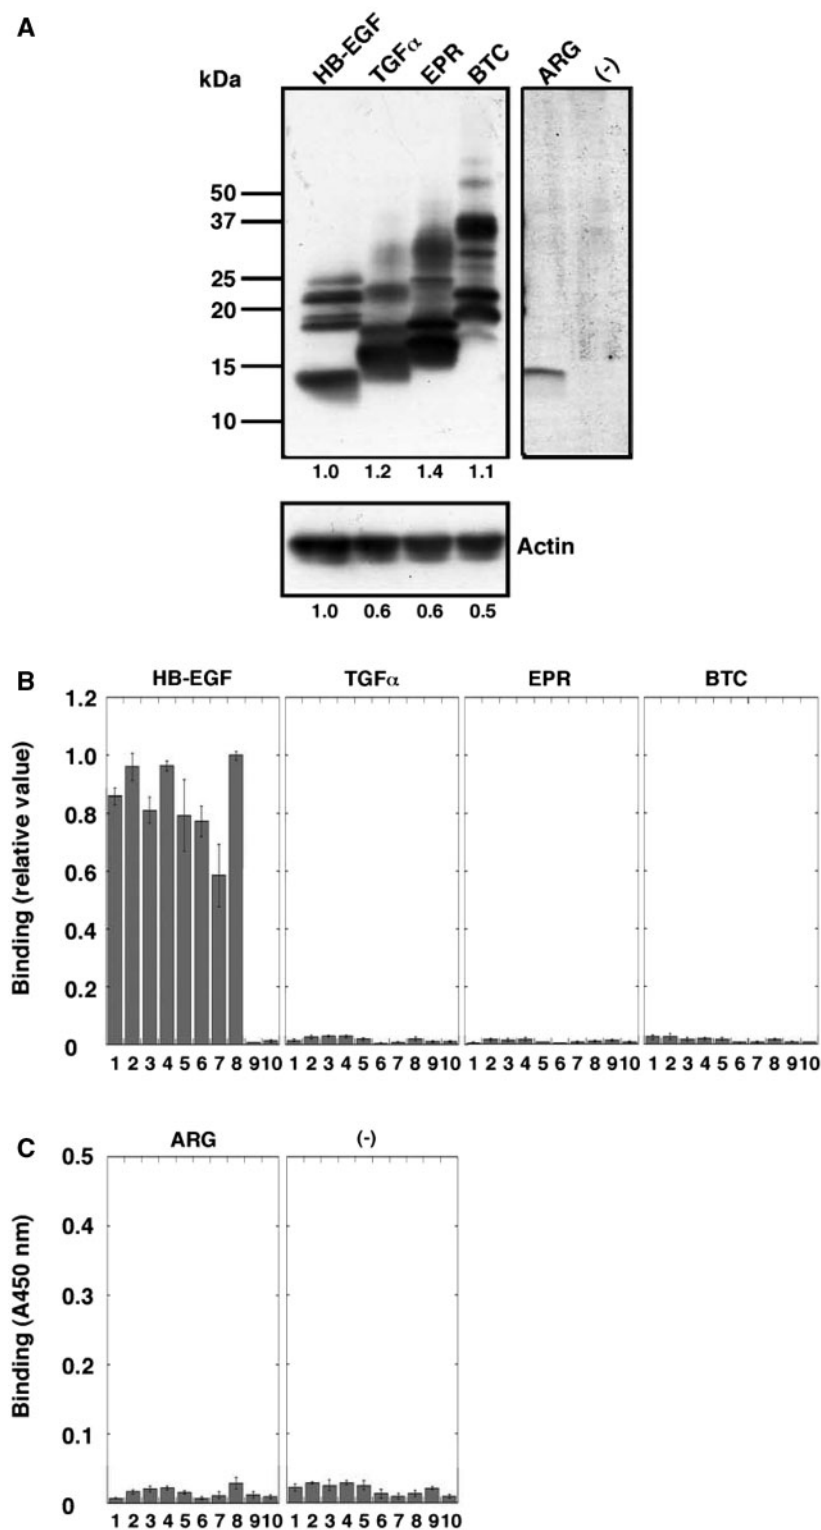 A
kDa
HB-EGF TGFα EPR BTC ARG (-)
50
37
25
20
15
10
1.0 1.2 1.4 1.1
Actin
1.0 0.6 0.6 0.5
B
HB-EGF TGFα EPR BTC
Binding (relative value)
1.2
1.0
0.8
0.6
0.4
0.2
0
1 2 3 4 5 6 7 8 9 10 1 2 3 4 5 6 7 8 9 10 1 2 3 4 5 6 7 8 9 10 1 2 3 4 5 6 7 8 9 10
C
ARG (-)
Binding (A450 nm)
0.5
0.4
0.3
0.2
0.1
0
1 2 3 4 5 6 7 8 9 10 1 2 3 4 5 6 7 8 9 10